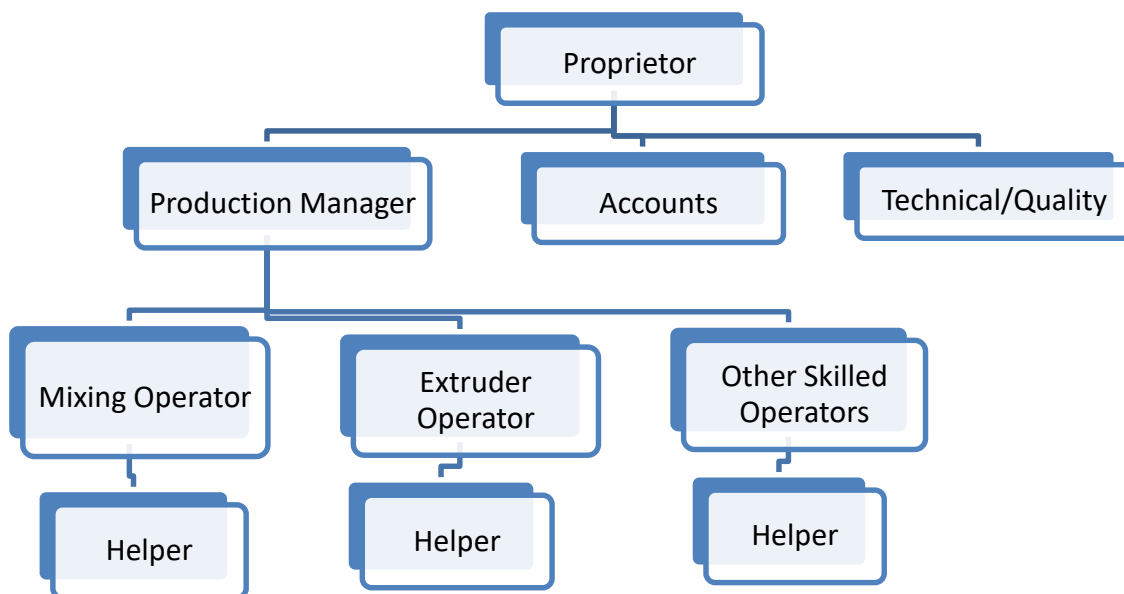 Proprietor
Production Manager
Accounts
Technical/Quality
Mixing Operator
Extruder
Operator
Other Skilled
Operators
Helper
Helper
Helper